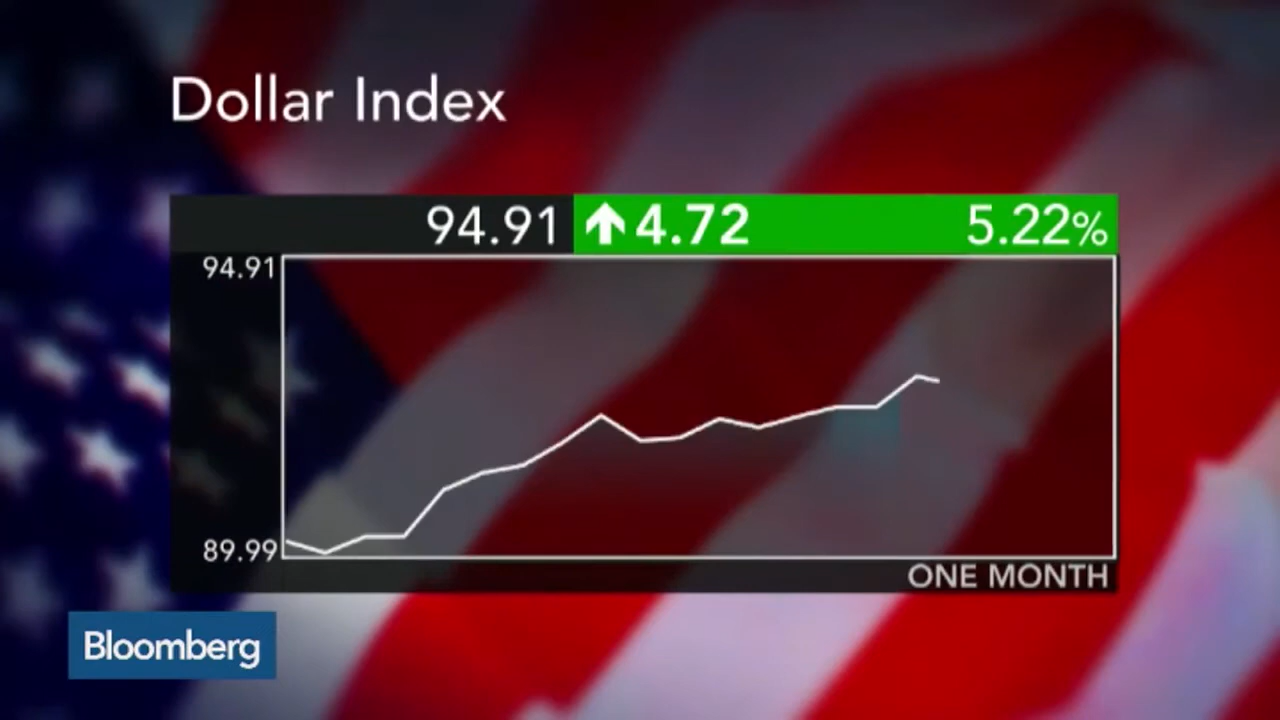 Dollar Index
94.91 ↑ 4.72 5.22%
94.91
89.99
ONE MONTH
Bloomberg